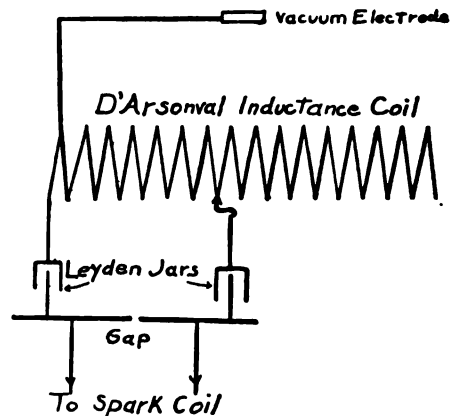 Vacuum Electrode
D'Arsonval Inductance Coil
Leyden Jars
Gap
To Spark Coil